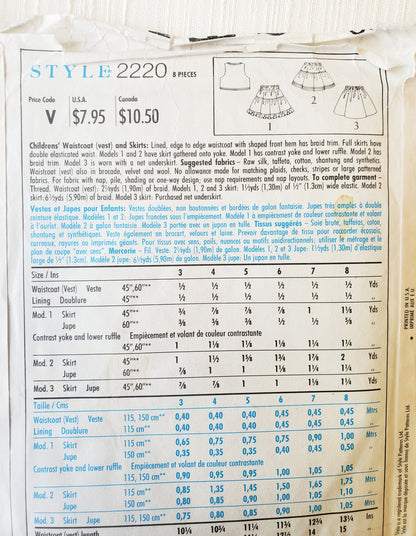 STYLE 2220 8 PIECES
Price Code U.S.A. Canada
V $7.95 $10.50
1 2 3
Childrens' Waistcoat (vest) and Skirts: Lined, edge to edge waistcoat with shaped front hem has braid trim. Full skirts have
double elasticated waist. Models 1 and 2 have skirt gathered onto yoke. Model 1 has contrast yoke and lower ruffle. Model 2 has
braid trim. Model 3 is worn with a net underskirt. Suggested fabrics - Raw silk, taffeta, cotton, shantung and synthetics.
Waistcoat (vest) also in brocade, velvet and wool. No allowance made for matching plaids, checks, stripes or large patterned
fabrics. For fabric with nap, pile, shading or one-way design, use nap requirements and nap layouts. To complete garment -
Thread. Waistcoat (vest): 2⅛yds (1,90m) of braid. Models 1, 2 and 3 skirt: 1½yds (1,30m) of ½" (1.3cm) wide elastic. Model 2
skirt: 6½yds (5,90m) of braid. Model 3 skirt: Purchased net underskirt.
Vestes et Jupes pour Enfants: Vestes doublées, non boutonnées et bordées de galon fantaisie. Jupes très amples à double
ceinture élastique. Modèles 1 et 2: Jupes froncées sous l'empiècement. Modèle 1 a empiècement de couleur contrastante et volant
à l'ourlet. Modèle 2 a galon fantaisie. Modèle 3 portée avec un jupon en tulle. Tissus suggérés - Soie brute, taffetas, coton,
shantung et synthétiques. Veste également en brocart, velours et laine. Prevoir davantage de tissu pour raccorder écossais,
carreaux, rayures ou imprimés géants. Pour tissus avec sens, poils, nuances ou motifs unidirectionels, utilisez le métrage et le
plan de coupe "avec sens". Mercerie - Fil. Veste: 2⅛yds (1,90m) de galon. Modèles 1, 2 et 3 Jupe: 1½yds (1,30m) d'élastique
large de ½" (1.3cm). Modèle 2 jupe: 6½yds (5,90m) de galon. Modèle 3 jupe: Un jupon en tulle.
Size / Ins 3 4 5 6 7 8
Waistcoat (Vest) Veste 45",60"** ½ ½ ½ ½ ½ ½ Yds
Lining Doublure 45"** ½ ½ ½ ½ ½ ½ ,,
Mod. 1 Skirt 45"** ¾ ⅞ ⅞ ⅞ 1 1⅛ Yds
Jupe 60"** ⅜ ⅜ ⅜ ½ ½ ⅝ ,,
Contrast yoke and lower ruffle Empiècement et volant de couleur contrastante
45",60"** 1 1⅛ 1⅛ 1⅛ 1¼ 1¼ ,,
Mod. 2 Skirt 45"** 1 1½ 1⅝ 1¾ 1⅞ 2 Yds
Jupe 60"** ⅞ 1 1 1⅛ 1⅛ 1¼ ,,
Mod. 3 Skirt Jupe 45",60"** ⅞ ⅞ 1 1 1⅛ 1¼ Yds
Taille / Cms 3 4 5 6 7 8
Waistcoat (Vest) Veste 115, 150 cm** 0,40 0,40 0,40 0,45 0,45 0,45 Mtrs
Lining Doublure 115 cm** 0,40 0,40 0,40 0,45 0,45 0,45 ,,
Mod. 1 Skirt 115 cm** 0,65 0,75 0,75 0,75 0,90 1,00 Mtrs
Jupe 150 cm** 0,35 0,35 0,35 0,40 0,45 0,50 ,,
Contrast yoke and lower ruffle Empiècement et volant de couleur contrastante
115, 150 cm** 0,90 0,95 0,95 1,00 1,05 1,05 ,,
Mod. 2 Skirt 115 cm** 0,85 1,35 1,45 1,50 1,65 1,75 Mtrs
Jupe 150 cm** 0,80 0,85 0,90 1,00 1,05 1,10 ,,
Mod. 3 Skirt Jupe 115, 150 cm** 0,75 0,80 0,85 0,90 1,00 1,05 Mtrs
Waistcoat (vest) length 10¼ 10¾ 11¼ 11¾ 12¾ 13¼ Ins
PRINTED IN U.S.A.
IMPRIMÉ AUX E.U.